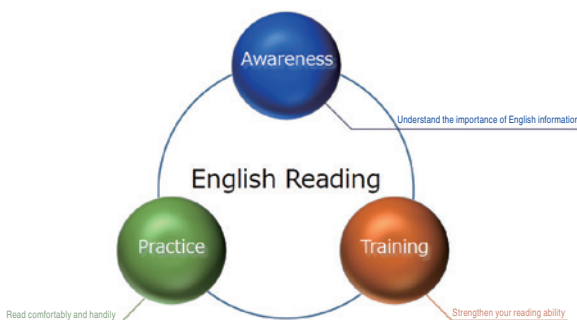 Awareness
Understand the importance of English information
English Reading
Practice
Training
Read comfortably and handily
Strengthen your reading ability